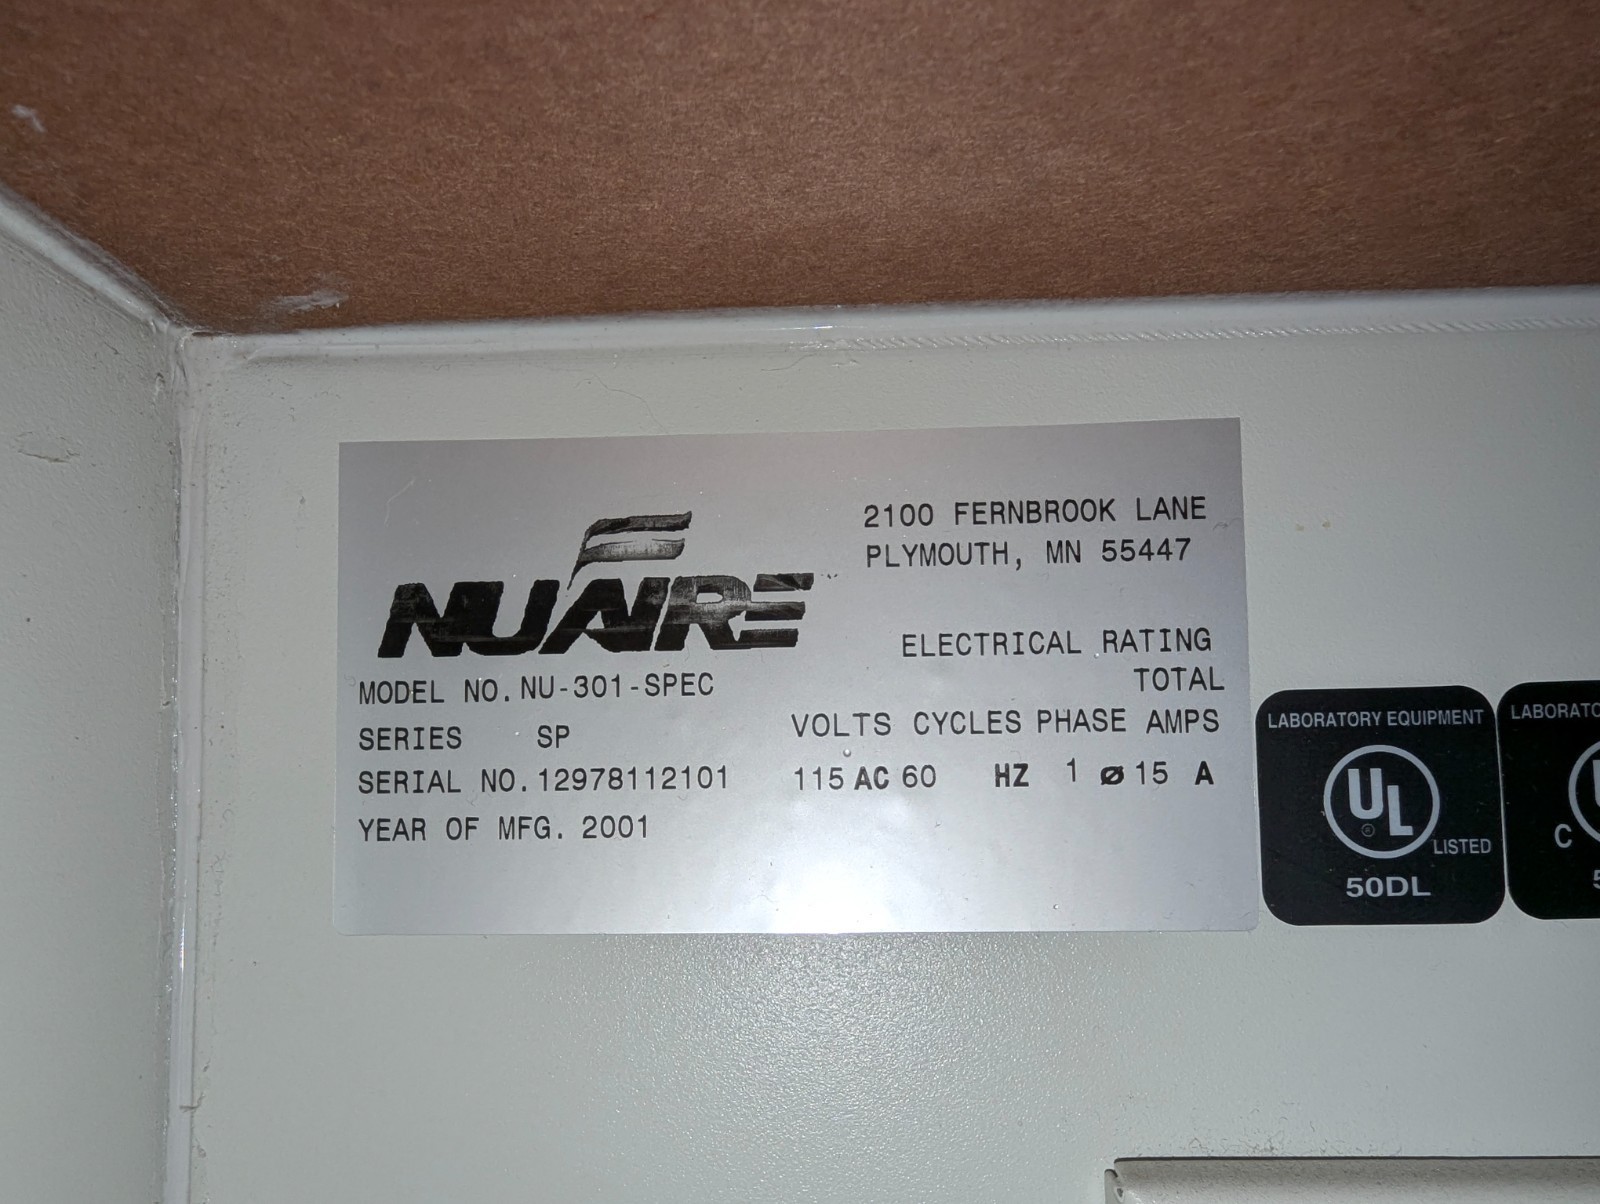 NUAIRE
2100 FERNBROOK LANE
PLYMOUTH, MN 55447
MODEL NO. NU-301-SPEC
SERIES SP
SERIAL NO. 12978112101
YEAR OF MFG. 2001
ELECTRICAL RATING
TOTAL
VOLTS CYCLES PHASE AMPS
115 AC 60 HZ 1 ø 15 A
LABORATORY EQUIPMENT
UL
®
LISTED
50DL
C